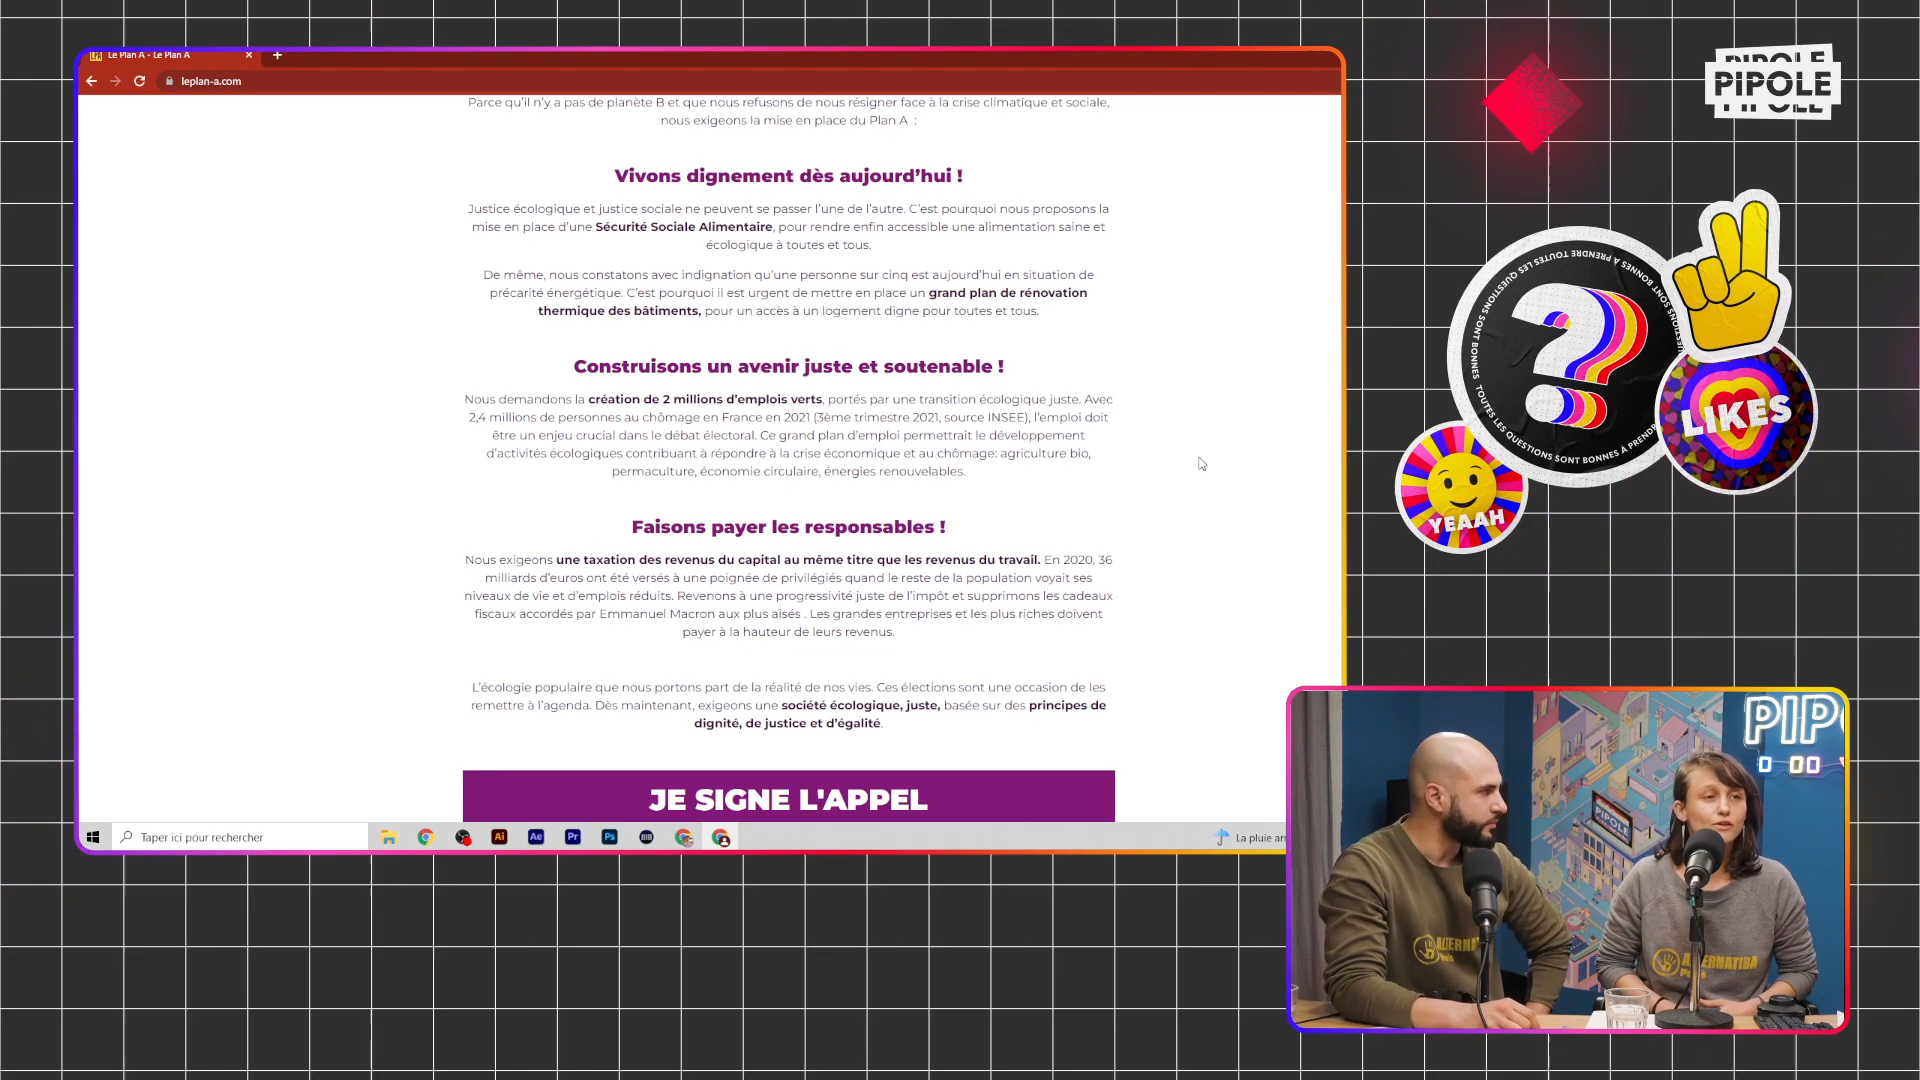 Le Plan A - Le Plan A
leplan-a.com
Parce qu'il n'y a pas de planète B et que nous refusons de nous résigner face à la crise climatique et sociale,
nous exigeons la mise en place du Plan A :
Vivons dignement dès aujourd'hui !
Justice écologique et justice sociale ne peuvent se passer l'une de l'autre. C'est pourquoi nous proposons la
mise en place d'une Sécurité Sociale Alimentaire, pour rendre enfin accessible une alimentation saine et
écologique à toutes et tous.
De même, nous constatons avec indignation qu'une personne sur cinq est aujourd'hui en situation de
précarité énergétique. C'est pourquoi il est urgent de mettre en place un grand plan de rénovation
thermique des bâtiments, pour un accès à un logement digne pour toutes et tous.
Construisons un avenir juste et soutenable !
Nous demandons la création de 2 millions d'emplois verts, portés par une transition écologique juste. Avec
2,4 millions de personnes au chômage en France en 2021 (3ème trimestre 2021, source INSEE), l'emploi doit
être un enjeu crucial dans le débat électoral. Ce grand plan d'emploi permettrait le développement
d'activités écologiques contribuant à répondre à la crise économique et au chômage: agriculture bio,
permaculture, économie circulaire, énergies renouvelables.
Faisons payer les responsables !
Nous exigeons une taxation des revenus du capital au même titre que les revenus du travail. En 2020, 36
milliards d'euros ont été versés à une poignée de privilégiés quand le reste de la population voyait ses
niveaux de vie et d'emplois réduits. Revenons à une progressivité juste de l'impôt et supprimons les cadeaux
fiscaux accordés par Emmanuel Macron aux plus aisés . Les grandes entreprises et les plus riches doivent
payer à la hauteur de leurs revenus.
L'écologie populaire que nous portons part de la réalité de nos vies. Ces élections sont une occasion de les
remettre à l'agenda. Dès maintenant, exigeons une société écologique, juste, basée sur des principes de
dignité, de justice et d'égalité.
JE SIGNE L'APPEL
Taper ici pour rechercher
Ai
Ae
Pr
Ps
La pluie arr
PIPOLE
PIPOLE
PIPOLE
TOUTES LES QUESTIONS SONT BONNES À PRENDRE
?
LIKES
YEAAH
PIPO
PIPOLE
ALTERNA
Paris
ALTERNATIBA
Paris